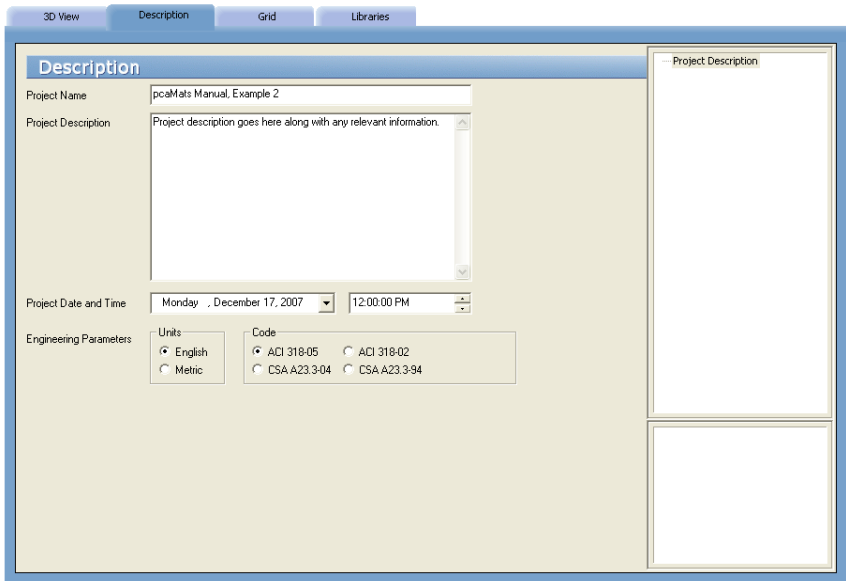 3D View Description Grid Libraries
Description
Project Description
Project Name pcaMats Manual, Example 2
Project Description Project description goes here along with any relevant information.
Project Date and Time Monday , December 17, 2007 12:00:00 PM
Engineering Parameters
Units Code
English ACI 318-05 ACI 318-02
Metric CSA A23.3-04 CSA A23.3-94